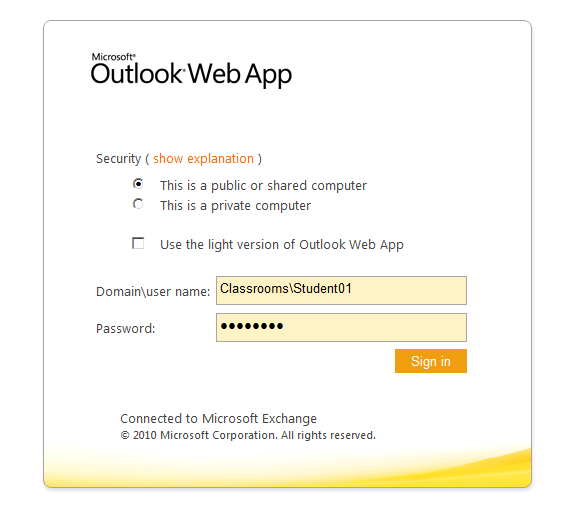 Microsoft®
Outlook® Web App
Security ( show explanation )
This is a public or shared computer
This is a private computer
Use the light version of Outlook Web App
Domain\user name: Classrooms\Student01
Password: ●●●●●●●●
Sign in
Connected to Microsoft Exchange
© 2010 Microsoft Corporation. All rights reserved.